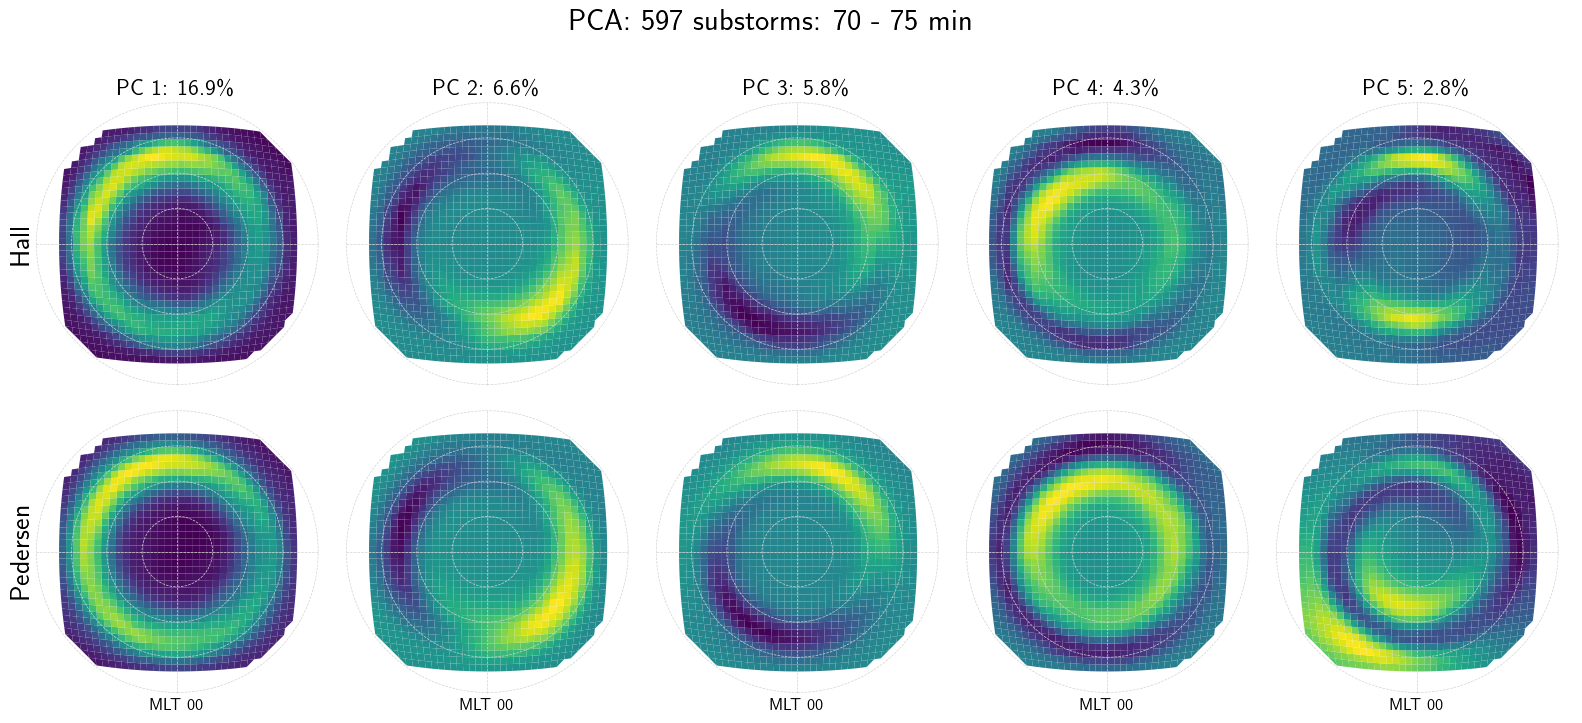 PCA: 597 substorms: 70 - 75 min
PC 1: 16.9%
PC 2: 6.6%
PC 3: 5.8%
PC 4: 4.3%
PC 5: 2.8%
Hall
Pedersen
MLT 00
MLT 00
MLT 00
MLT 00
MLT 00